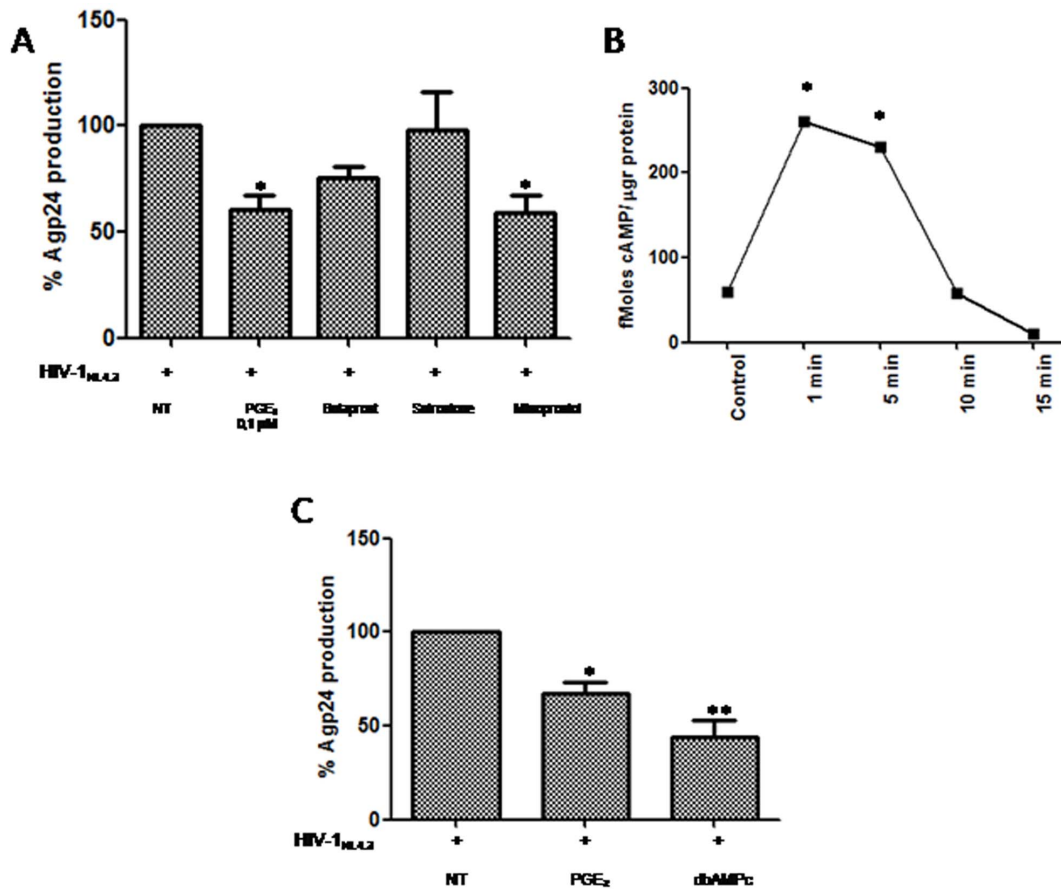 A
150
100
50
0
% Agp24 production
HIV-1NL4.3 + + + + +
NT PGE₂ Butaprost Sulprostone Misoprostol
0,1 μM
B
300
200
100
0
fMoles cAMP/ μgr protein
* *
Control 1 min 5 min 10 min 15 min
* *
C
150
100
50
0
% Agp24 production
* **
HIV-1NL4.3 + + +
NT PGE₂ dbAMPc